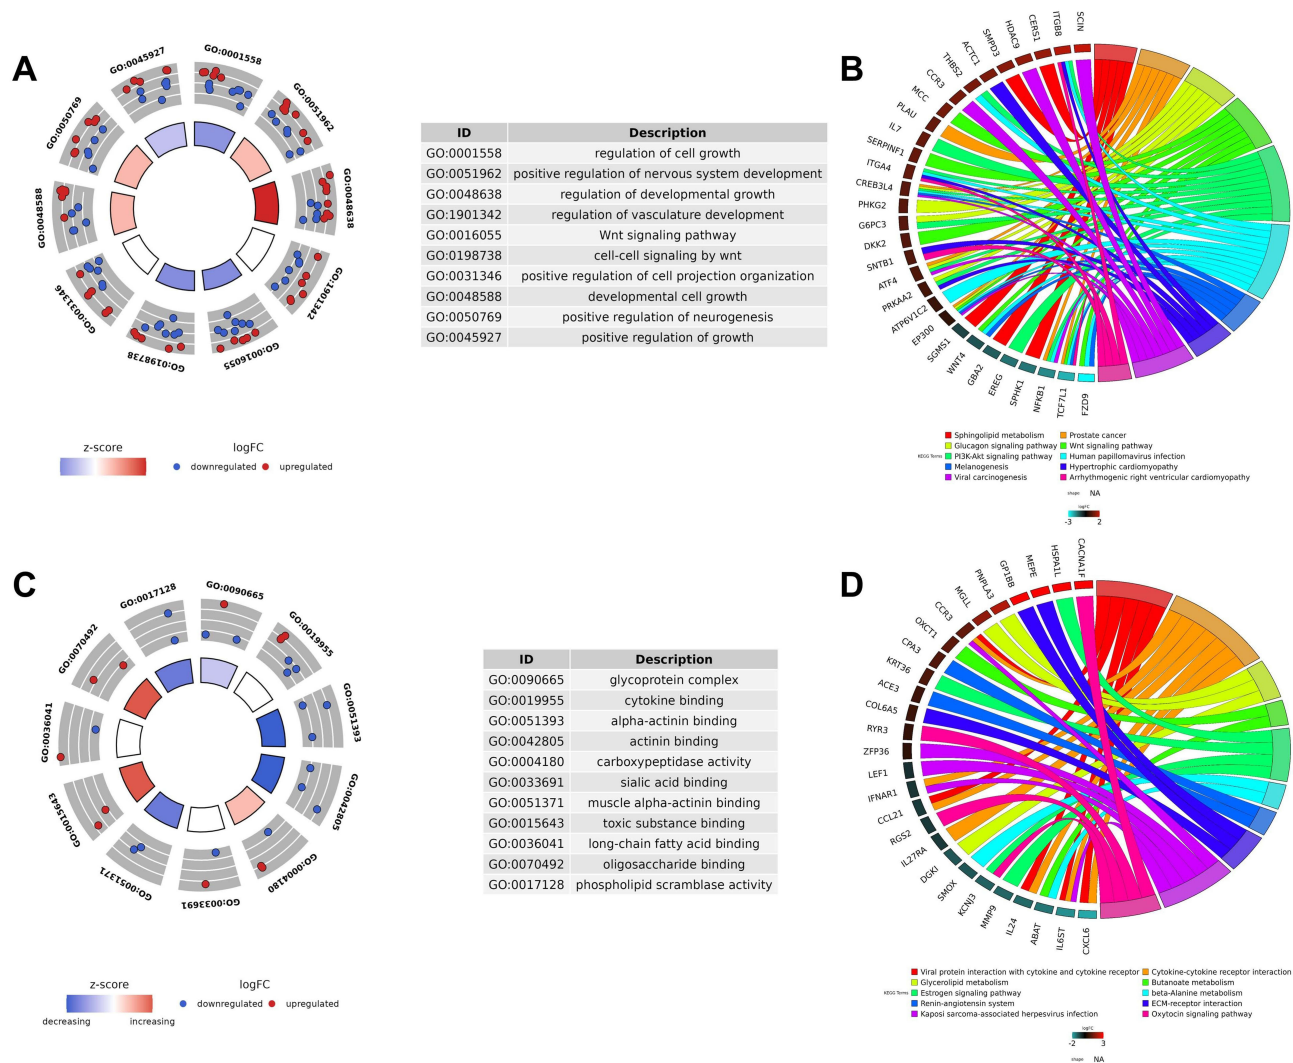 A
GO:0045927
GO:0001558
GO:0050769
GO:0051962
GO:0048588
GO:0048638
GO:0031346
GO:1901342
GO:0198738
GO:0016055
z-score
logFC
downregulated
upregulated
ID Description
GO:0001558 regulation of cell growth
GO:0051962 positive regulation of nervous system development
GO:0048638 regulation of developmental growth
GO:1901342 regulation of vasculature development
GO:0016055 Wnt signaling pathway
GO:0198738 cell-cell signaling by wnt
GO:0031346 positive regulation of cell projection organization
GO:0048588 developmental cell growth
GO:0050769 positive regulation of neurogenesis
GO:0045927 positive regulation of growth
B
SCIN
ITGB8
CERS1
HDAC9
SMPD3
ACTC1
THBS2
CCR3
MCC
PLAU
IL7
SERPINF1
ITGA4
CREB3L4
PHKG2
G6PC3
DKK2
SNTB1
ATF4
PRKAA2
ATP6V1C2
EP300
SGMS1
WNT4
GBA2
EREG
SPHK1
NFKB1
TCF7L1
FZD9
KEGG Terms
Sphingolipid metabolism
Prostate cancer
Glucagon signaling pathway
Wnt signaling pathway
PI3K-Akt signaling pathway
Human papillomavirus infection
Melanogenesis
Hypertrophic cardiomyopathy
Viral carcinogenesis
Arrhythmogenic right ventricular cardiomyopathy
shape NA
logFC
-3 2
C
GO:0017128
GO:0090665
GO:0070492
GO:0019955
GO:0036041
GO:0051393
GO:0015643
GO:0042805
GO:0051371
GO:0033691
GO:0004180
z-score
decreasing increasing
logFC
downregulated
upregulated
ID Description
GO:0090665 glycoprotein complex
GO:0019955 cytokine binding
GO:0051393 alpha-actinin binding
GO:0042805 actinin binding
GO:0004180 carboxypeptidase activity
GO:0033691 sialic acid binding
GO:0051371 muscle alpha-actinin binding
GO:0015643 toxic substance binding
GO:0036041 long-chain fatty acid binding
GO:0070492 oligosaccharide binding
GO:0017128 phospholipid scramblase activity
D
CACNA1F
HSPA1L
MEPE
GP1BB
PNPLA3
MGLL
CCR3
OXCT1
CPA3
KRT36
ACE3
COL6A5
RYR3
ZFP36
LEF1
IFNAR1
CCL21
RGS2
IL27RA
DGKI
SMOX
KCNJ3
MMP9
IL24
ABAT
IL6ST
CXCL6
KEGG Terms
Viral protein interaction with cytokine and cytokine receptor
Cytokine-cytokine receptor interaction
Glycerolipid metabolism
Butanoate metabolism
Estrogen signaling pathway
beta-Alanine metabolism
Renin-angiotensin system
ECM-receptor interaction
Kaposi sarcoma-associated herpesvirus infection
Oxytocin signaling pathway
logFC
-2 3
shape NA